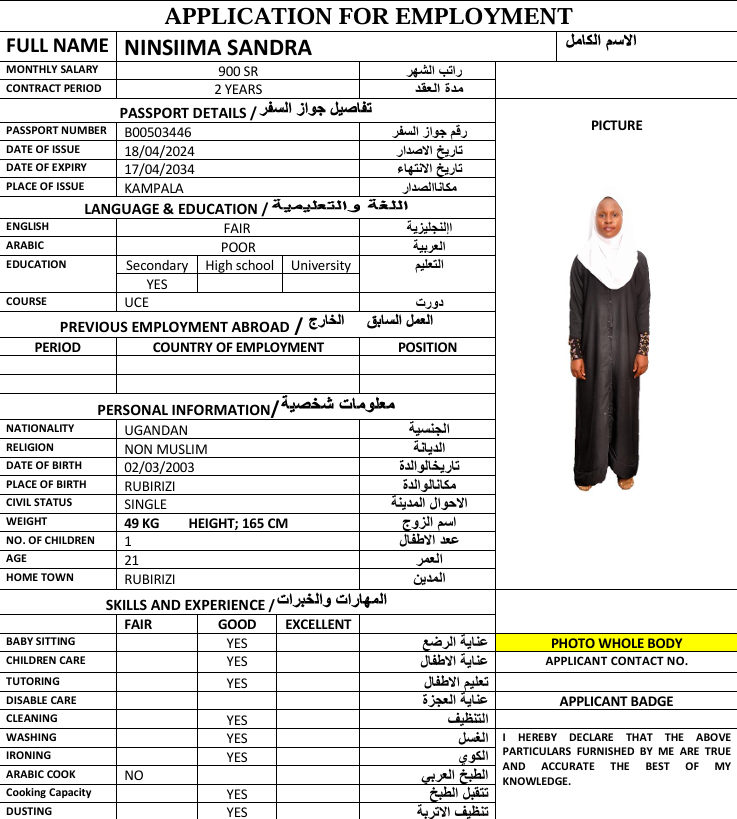 APPLICATION FOR EMPLOYMENT
FULL NAME NINSIIMA SANDRA الاسم الكامل
MONTHLY SALARY 900 SR راتب الشهر
CONTRACT PERIOD 2 YEARS مدة العقد
PASSPORT DETAILS / تفاصيل جواز السفر
PICTURE
PASSPORT NUMBER B00503446 رقم جواز السفر
DATE OF ISSUE 18/04/2024 تاريخ الاصدار
DATE OF EXPIRY 17/04/2034 تاريخ الانتهاء
PLACE OF ISSUE KAMPALA مكاناالصدار
LANGUAGE & EDUCATION / اللغة والتعليمية
ENGLISH FAIR اإلنجليزية
ARABIC POOR العربية
EDUCATION Secondary High school University التعليم
YES
COURSE UCE دورت
PREVIOUS EMPLOYMENT ABROAD / العمل السابق الخارج
PERIOD COUNTRY OF EMPLOYMENT POSITION
PERSONAL INFORMATION/ معلومات شخصية
NATIONALITY UGANDAN الجنسية
RELIGION NON MUSLIM الديانة
DATE OF BIRTH 02/03/2003 تاريخالوالدة
PLACE OF BIRTH RUBIRIZI مكانالوالدة
CIVIL STATUS SINGLE الاحوال المدينة
WEIGHT 49 KG HEIGHT; 165 CM اسم الزوج
NO. OF CHILDREN 1 عدد الاطفال
AGE 21 العمر
HOME TOWN RUBIRIZI المدين
SKILLS AND EXPERIENCE / المهارات والخبرات
FAIR GOOD EXCELLENT
BABY SITTING YES عناية الرضع
PHOTO WHOLE BODY
CHILDREN CARE YES عناية الاطفال
APPLICANT CONTACT NO.
TUTORING YES تعليم الاطفال
DISABLE CARE عناية العجزة
APPLICANT BADGE
CLEANING YES التنظيف
WASHING YES الغسل
IRONING YES الكوي
ARABIC COOK NO الطبخ العربي
Cooking Capacity YES تتقبل الطبخ
DUSTING YES تنظيف الاتربة
I HEREBY DECLARE THAT THE ABOVE
PARTICULARS FURNISHED BY ME ARE TRUE
AND ACCURATE THE BEST OF MY
KNOWLEDGE.